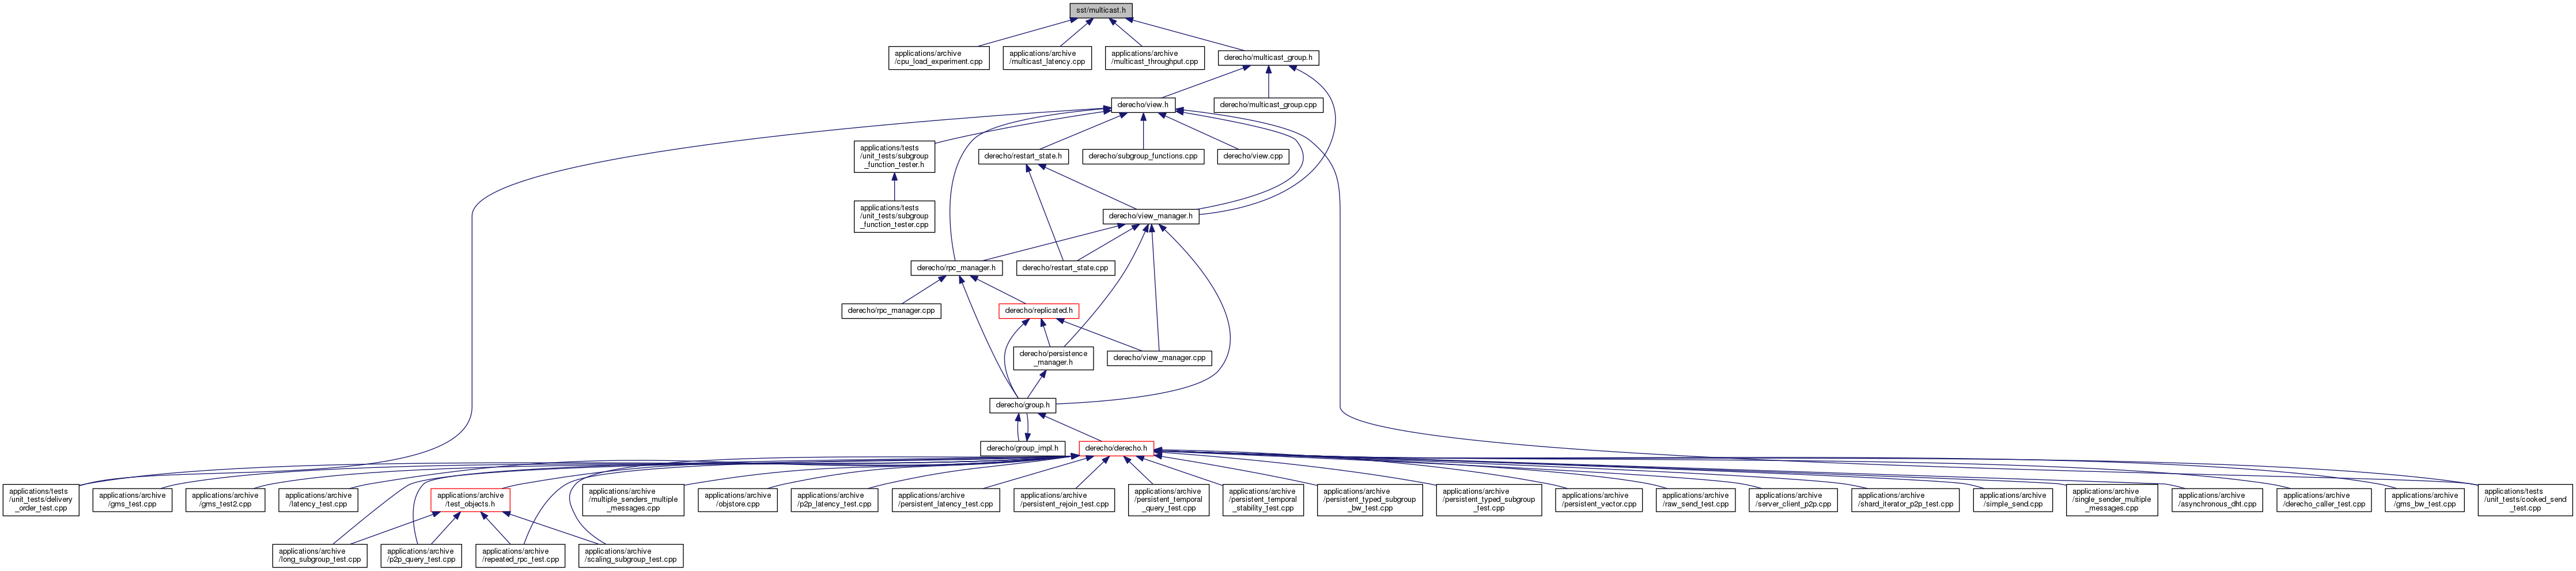 sst/multicast.h
applications/archive
/cpu_load_experiment.cpp
applications/archive
/multicast_latency.cpp
applications/archive
/multicast_throughput.cpp
derecho/multicast_group.h
derecho/view.h
derecho/multicast_group.cpp
applications/tests
/unit_tests/subgroup
_function_tester.h
derecho/restart_state.h
derecho/subgroup_functions.cpp
derecho/view.cpp
applications/tests
/unit_tests/subgroup
_function_tester.cpp
derecho/view_manager.h
derecho/rpc_manager.h
derecho/restart_state.cpp
derecho/rpc_manager.cpp
derecho/replicated.h
derecho/persistence
_manager.h
derecho/view_manager.cpp
derecho/group.h
derecho/group_impl.h
derecho/derecho.h
applications/tests
/unit_tests/delivery
_order_test.cpp
applications/archive
/gms_test.cpp
applications/archive
/gms_test2.cpp
applications/archive
/latency_test.cpp
applications/archive
/test_objects.h
applications/archive
/multiple_senders_multiple
_messages.cpp
applications/archive
/objstore.cpp
applications/archive
/p2p_latency_test.cpp
applications/archive
/persistent_latency_test.cpp
applications/archive
/persistent_rejoin_test.cpp
applications/archive
/persistent_temporal
_query_test.cpp
applications/archive
/persistent_temporal
_stability_test.cpp
applications/archive
/persistent_typed_subgroup
_bw_test.cpp
applications/archive
/persistent_typed_subgroup
_test.cpp
applications/archive
/persistent_vector.cpp
applications/archive
/raw_send_test.cpp
applications/archive
/server_client_p2p.cpp
applications/archive
/shard_iterator_p2p_test.cpp
applications/archive
/simple_send.cpp
applications/archive
/single_sender_multiple
_messages.cpp
applications/archive
/asynchronous_dht.cpp
applications/archive
/derecho_caller_test.cpp
applications/archive
/gms_bw_test.cpp
applications/tests
/unit_tests/cooked_send
_test.cpp
applications/archive
/long_subgroup_test.cpp
applications/archive
/p2p_query_test.cpp
applications/archive
/repeated_rpc_test.cpp
applications/archive
/scaling_subgroup_test.cpp